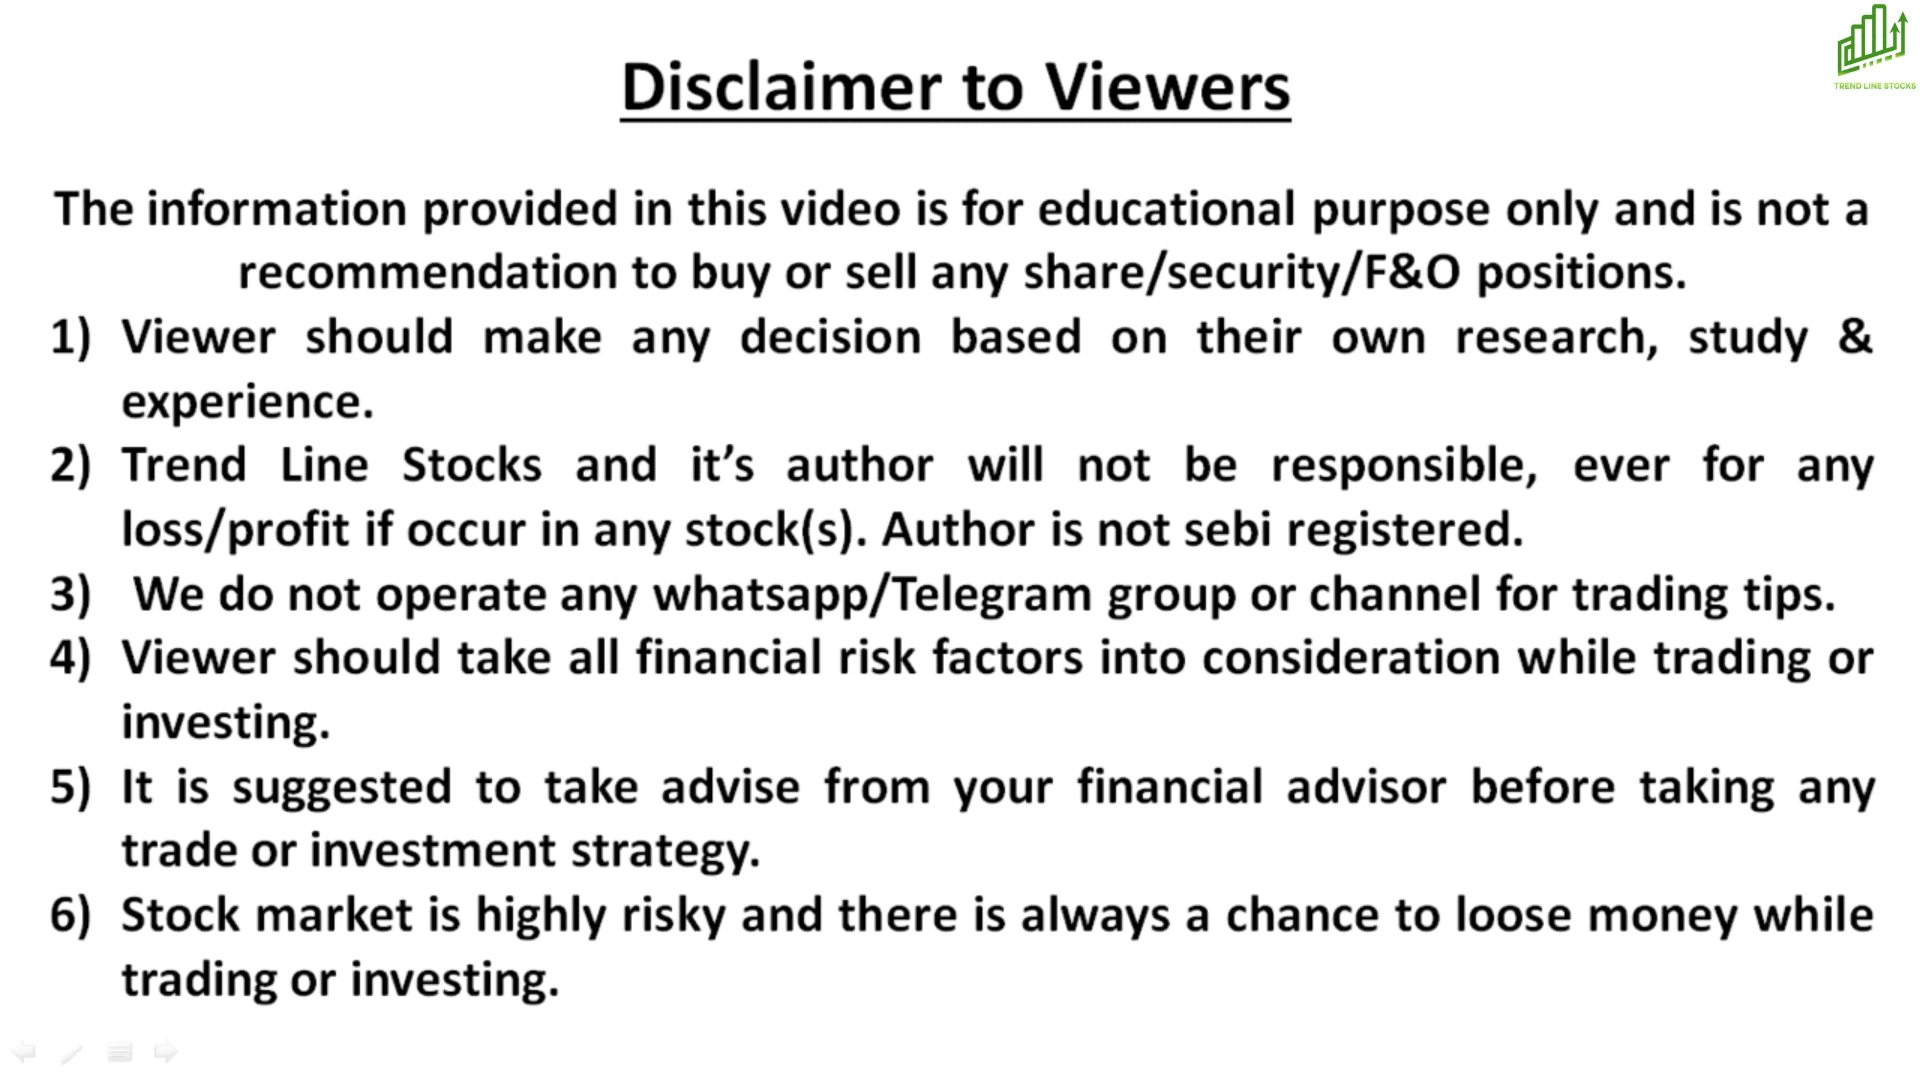 TREND LINE STOCKS
Disclaimer to Viewers
The information provided in this video is for educational purpose only and is not a
recommendation to buy or sell any share/security/F&O positions.
1) Viewer should make any decision based on their own research, study &
experience.
2) Trend Line Stocks and it’s author will not be responsible, ever for any
loss/profit if occur in any stock(s). Author is not sebi registered.
3) We do not operate any whatsapp/Telegram group or channel for trading tips.
4) Viewer should take all financial risk factors into consideration while trading or
investing.
5) It is suggested to take advise from your financial advisor before taking any
trade or investment strategy.
6) Stock market is highly risky and there is always a chance to loose money while
trading or investing.